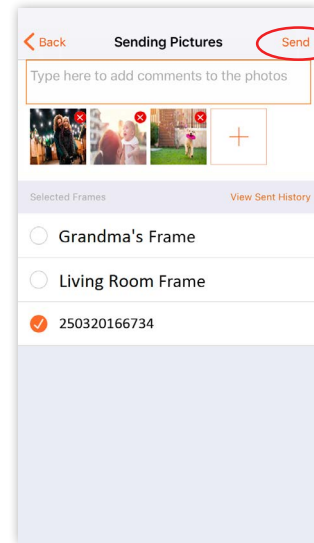 Back Sending Pictures Send
Type here to add comments to the photos
Selected Frames View Sent History
Grandma's Frame
Living Room Frame
250320166734